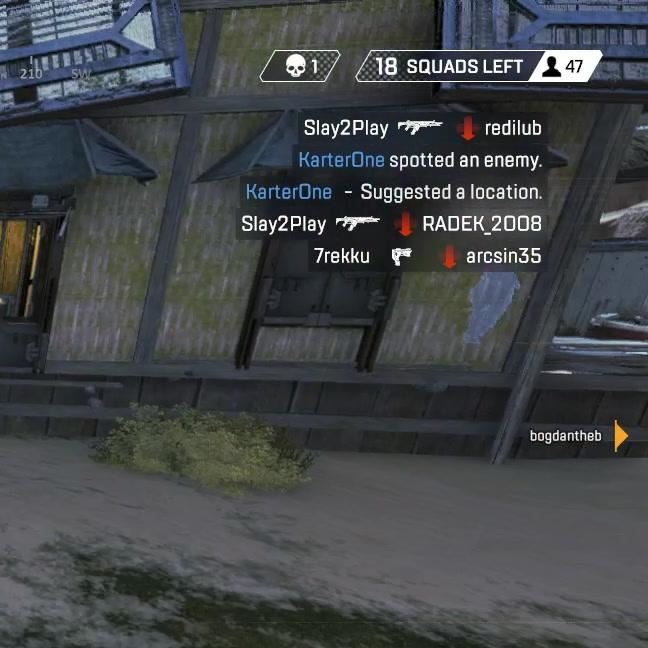 210 SW
1 18 SQUADS LEFT 47
Slay2Play redilub
KarterOne spotted an enemy.
KarterOne - Suggested a location.
Slay2Play RADEK_2008
7rekku arcsin35
bogdantheb